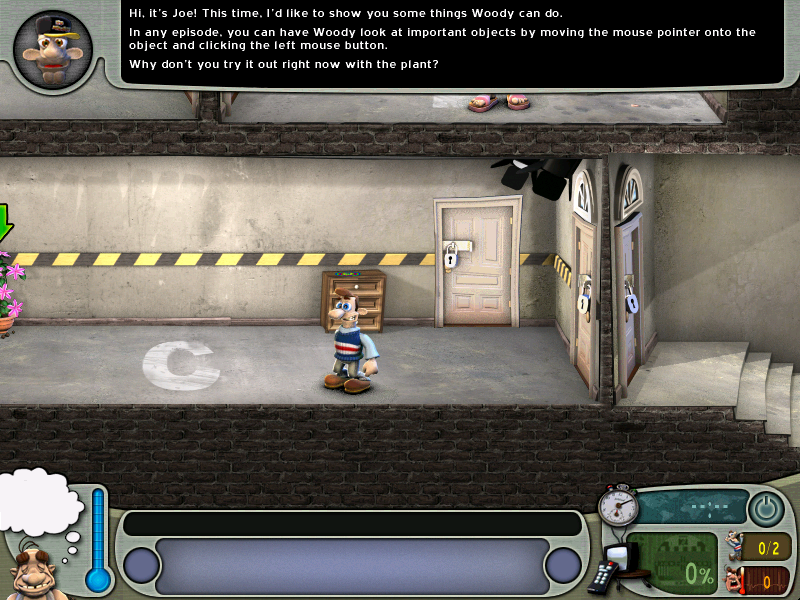 Hi, it's Joe! This time, I'd like to show you some things Woody can do.
In any episode, you can have Woody look at important objects by moving the mouse pointer onto the
object and clicking the left mouse button.
Why don't you try it out right now with the plant?
C
0/2
0%
0